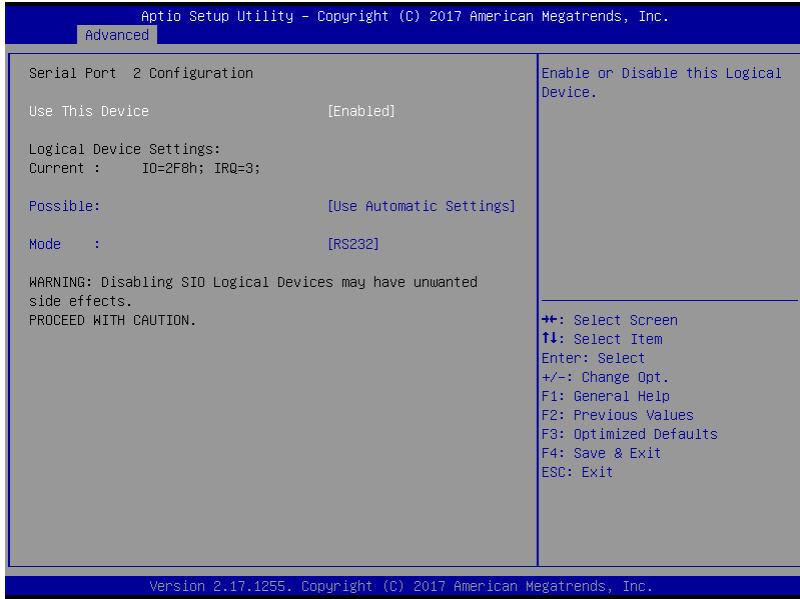 Aptio Setup Utility – Copyright (C) 2017 American Megatrends, Inc.
Advanced
Serial Port  2 Configuration
Use This Device [Enabled]
Logical Device Settings:
Current :  IO=2F8h; IRQ=3;
Possible: [Use Automatic Settings]
Mode : [RS232]
WARNING: Disabling SIO Logical Devices may have unwanted
side effects.
PROCEED WITH CAUTION.
Enable or Disable this Logical
Device.
→←: Select Screen
↑↓: Select Item
Enter: Select
+/-: Change Opt.
F1: General Help
F2: Previous Values
F3: Optimized Defaults
F4: Save & Exit
ESC: Exit
Version 2.17.1255. Copyright (C) 2017 American Megatrends, Inc.